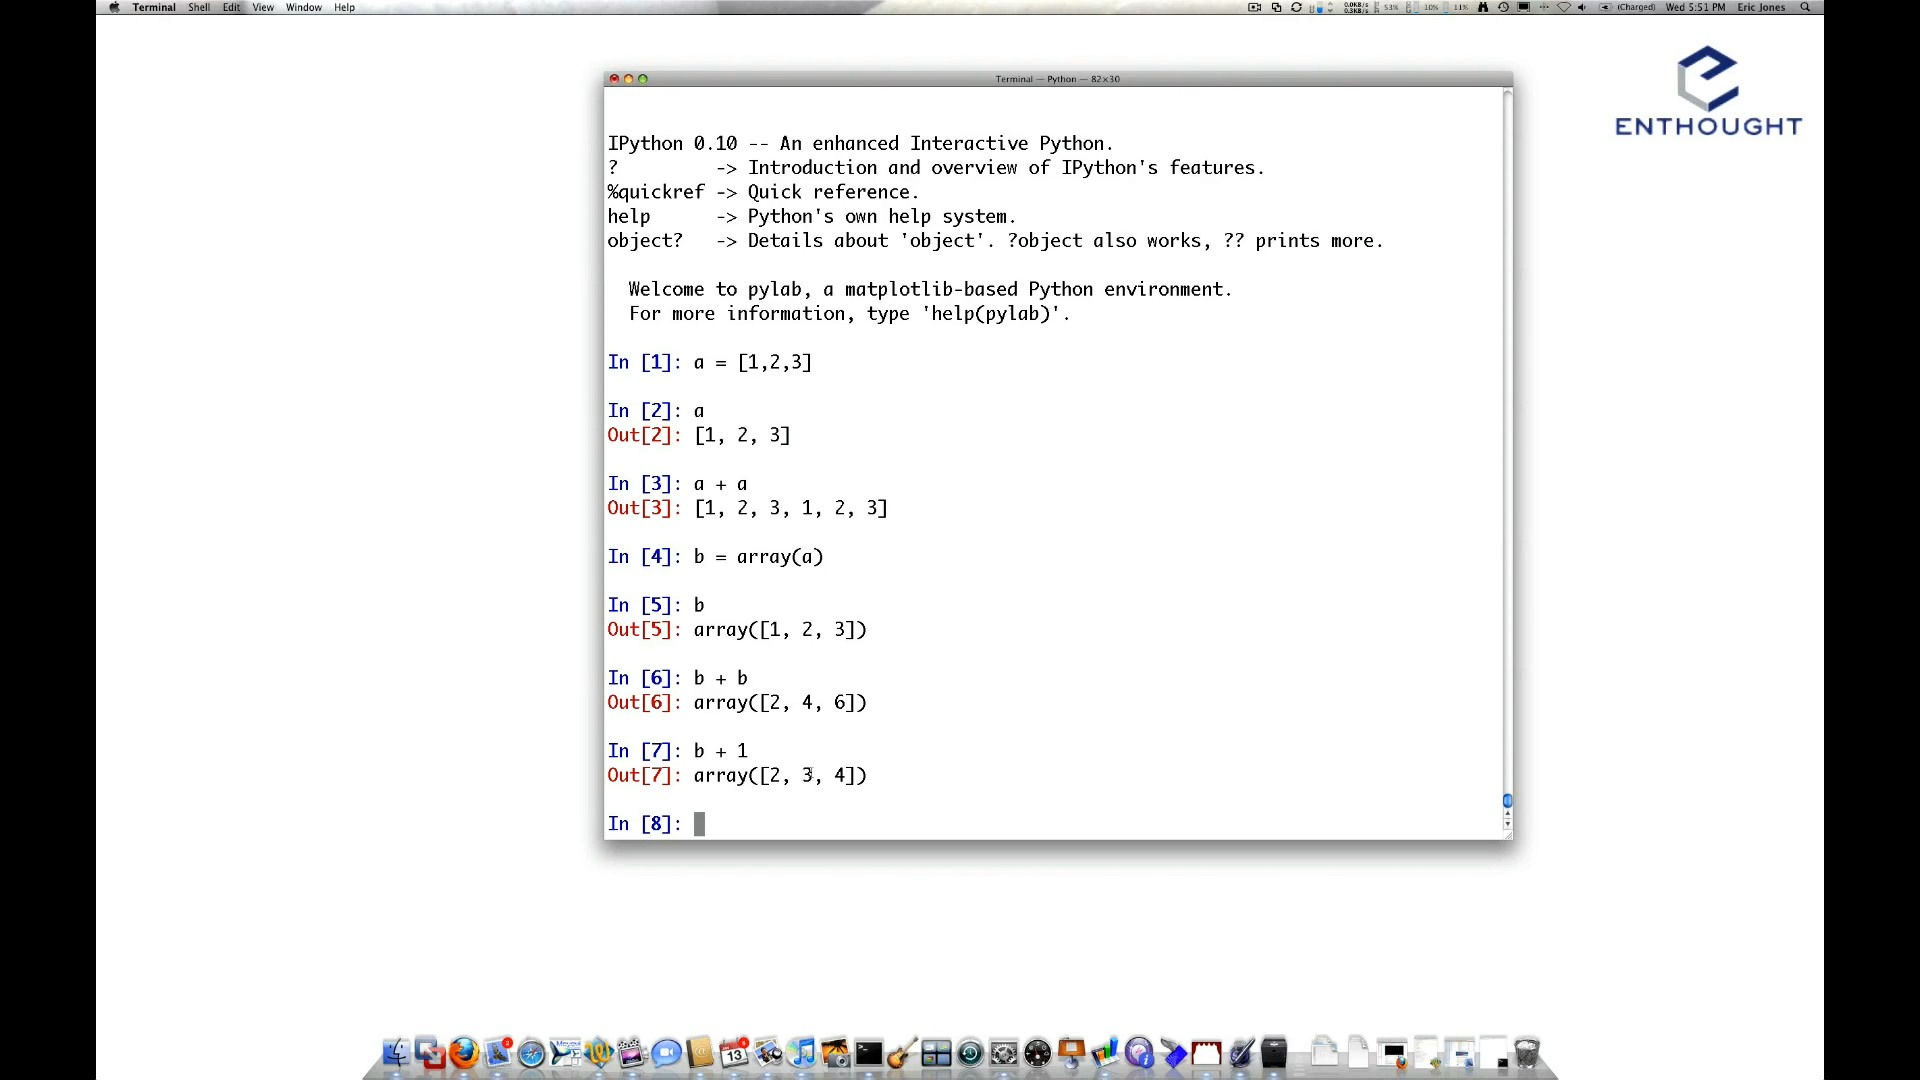 Terminal Shell Edit View Window Help
53% 10% 11% (Charged) Wed 5:51 PM Eric Jones
Terminal — Python — 82×30
ENTHOUGHT
IPython 0.10 -- An enhanced Interactive Python.
? -> Introduction and overview of IPython's features.
%quickref -> Quick reference.
help -> Python's own help system.
object? -> Details about 'object'. ?object also works, ?? prints more.
Welcome to pylab, a matplotlib-based Python environment.
For more information, type 'help(pylab)'.
In [1]: a = [1,2,3]
In [2]: a
Out[2]: [1, 2, 3]
In [3]: a + a
Out[3]: [1, 2, 3, 1, 2, 3]
In [4]: b = array(a)
In [5]: b
Out[5]: array([1, 2, 3])
In [6]: b + b
Out[6]: array([2, 4, 6])
In [7]: b + 1
Out[7]: array([2, 3, 4])
In [8]:
13